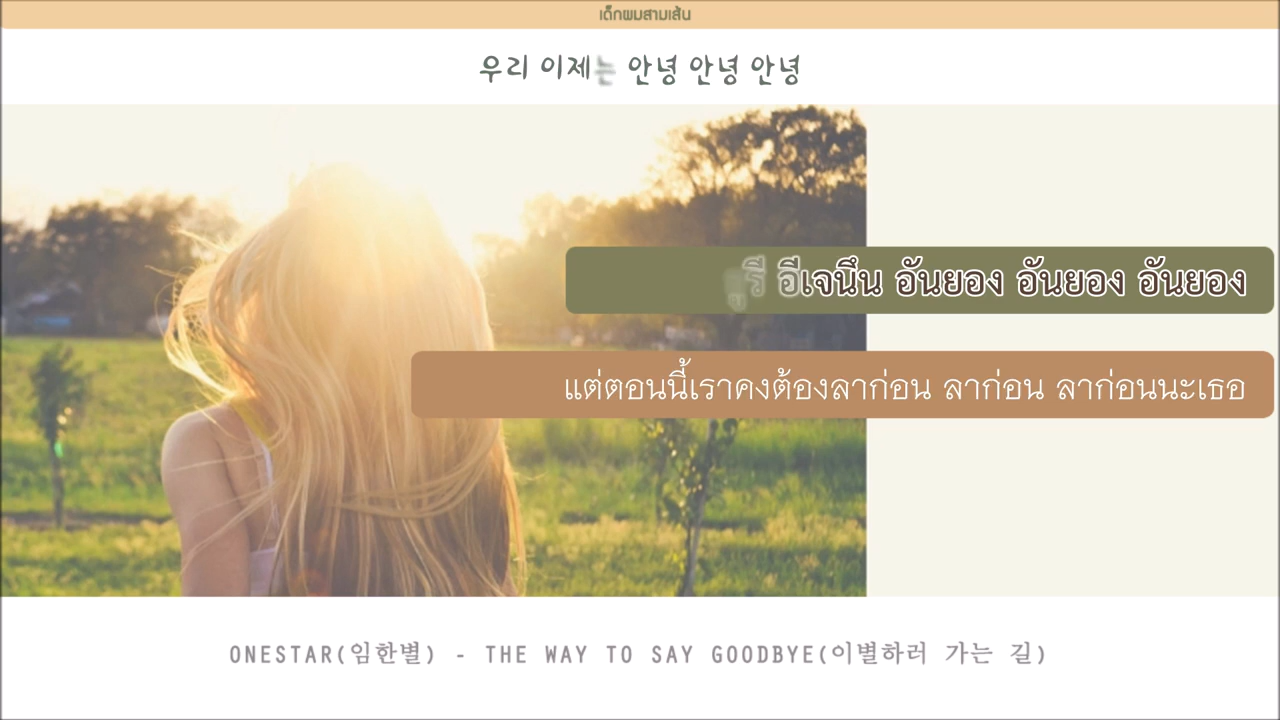 เด็กผมสามเส้น
우리 이제는 안녕 안녕 안녕
อูรี อีเจนึน อันยอง อันยอง อันยอง
แต่ตอนนี้เราคงต้องลาก่อน ลาก่อน ลาก่อนนะเธอ
ONESTAR(임한별) - THE WAY TO SAY GOODBYE(이별하러 가는 길)